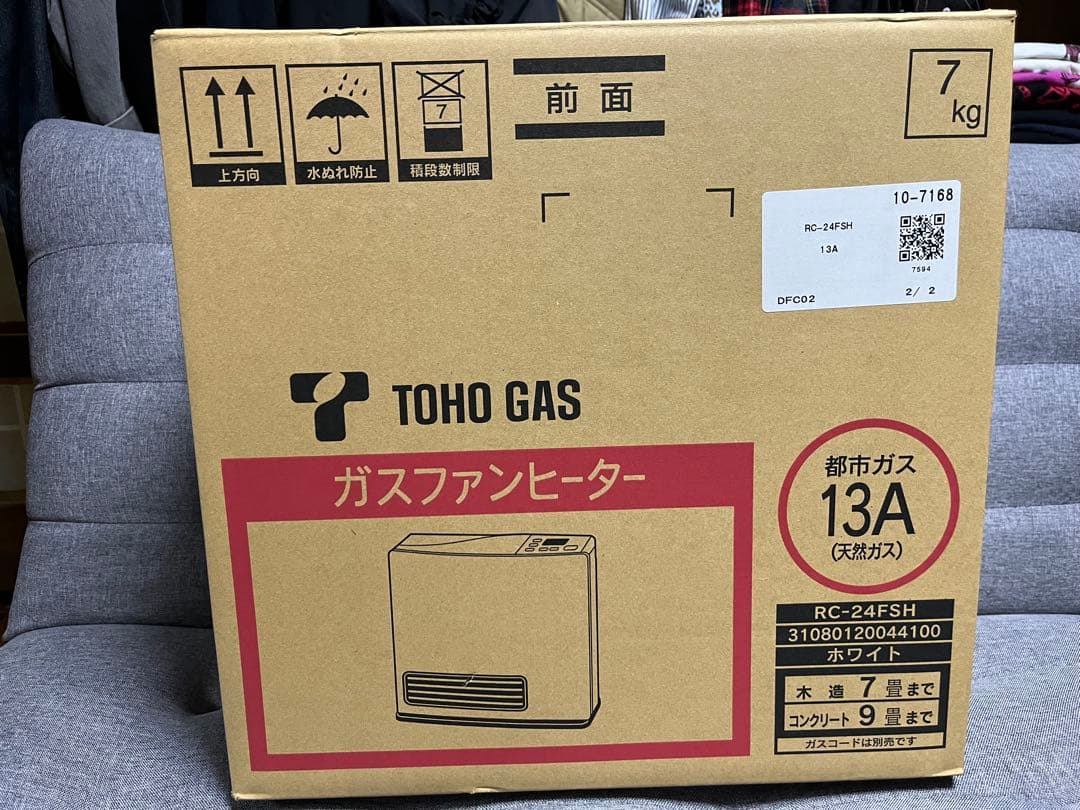 上方向
水ぬれ防止
7
積段数制限
前面
7
kg
10-7168
RC-24FSH
13A
7594
DFC02
2/ 2
TOHO GAS
ガスファンヒーター
都市ガス
13A
(天然ガス)
RC-24FSH
31080120044100
ホワイト
木造7畳まで
コンクリート9畳まで
ガスコードは別売です